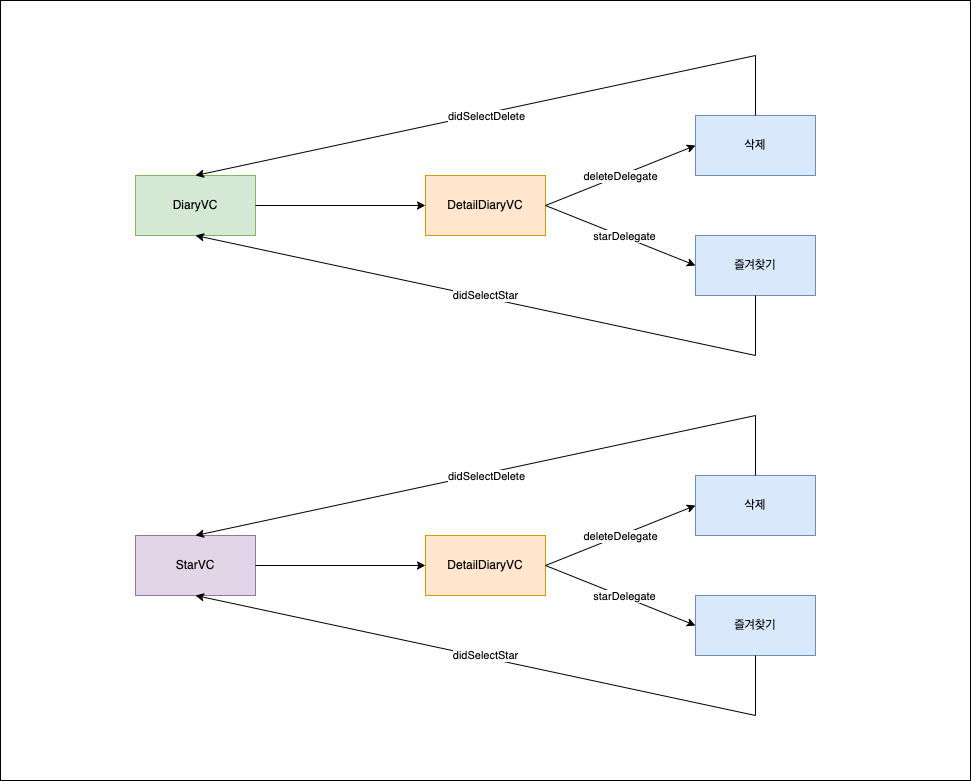 didSelectDelete
삭제
deleteDelegate
DiaryVC
DetailDiaryVC
starDelegate
즐겨찾기
didSelectStar
didSelectDelete
삭제
deleteDelegate
StarVC
DetailDiaryVC
starDelegate
즐겨찾기
didSelectStar